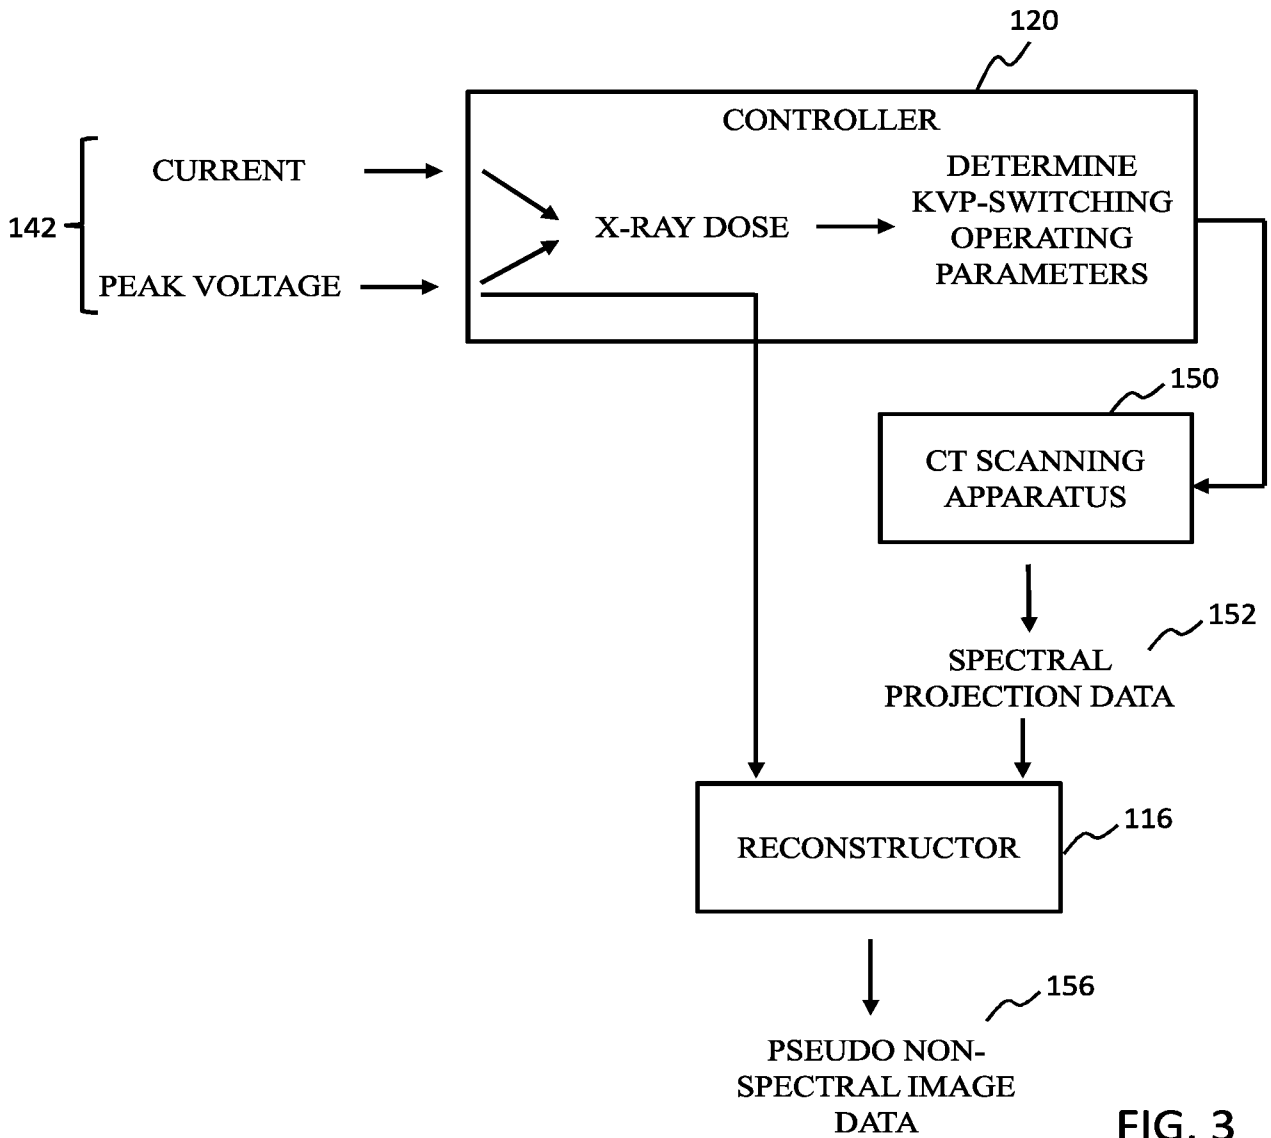 120
CONTROLLER
CURRENT
DETERMINE
KVP-SWITCHING
OPERATING
PARAMETERS
X-RAY DOSE
142
PEAK VOLTAGE
150
CT SCANNING
APPARATUS
152
SPECTRAL
PROJECTION DATA
116
RECONSTRUCTOR
156
PSEUDO NON-
SPECTRAL IMAGE
DATA
FIG. 3